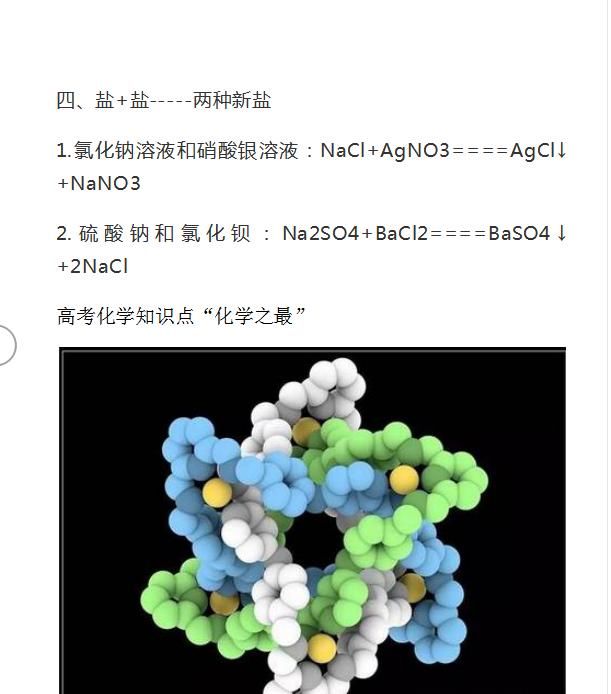 四、盐+盐-----两种新盐
1.氯化钠溶液和硝酸银溶液：NaCl+AgNO3====AgCl↓
+NaNO3
2. 硫酸钠和氯化钡：Na2SO4+BaCl2====BaSO4↓
+2NaCl
高考化学知识点“化学之最”